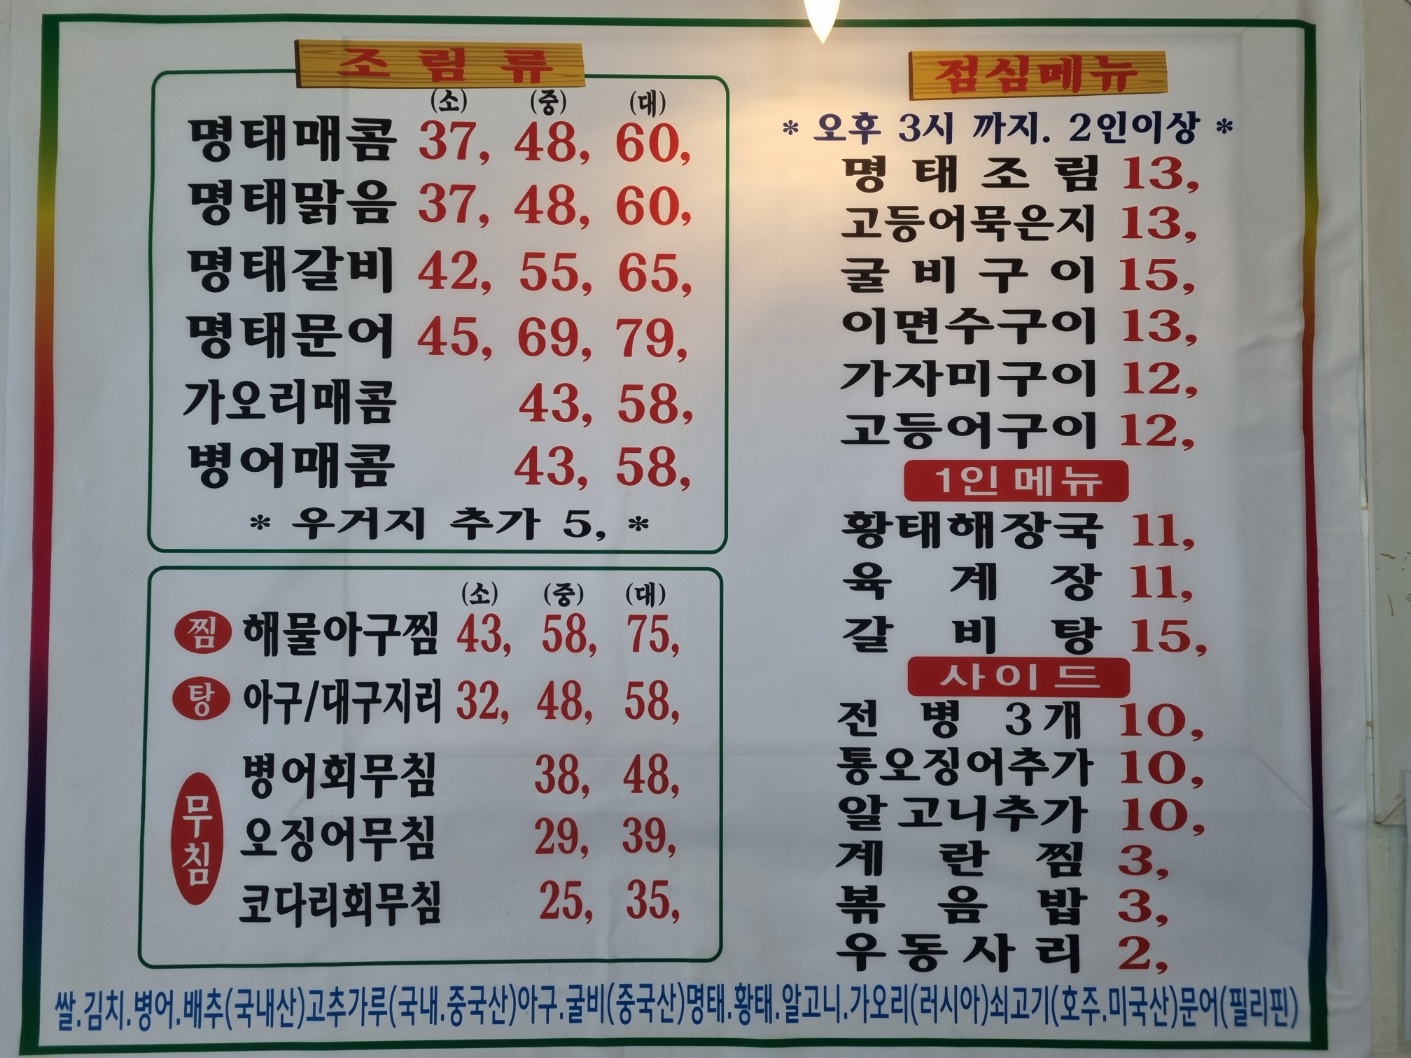 조림류
(소) (중) (대)
명태매콤 37, 48, 60,
명태맑음 37, 48, 60,
명태갈비 42, 55, 65,
명태문어 45, 69, 79,
가오리매콤 43, 58,
병어매콤 43, 58,
* 우거지 추가 5, *
(소) (중) (대)
찜 해물아구찜 43, 58, 75,
탕 아구/대구지리 32, 48, 58,
무침
병어회무침 38, 48,
오징어무침 29, 39,
코다리회무침 25, 35,
점심메뉴
* 오후 3시 까지. 2인이상 *
명태조림 13,
고등어묵은지 13,
굴비구이 15,
이면수구이 13,
가자미구이 12,
고등어구이 12,
1인 메뉴
황태해장국 11,
육계장 11,
갈비탕 15,
사이드
전병 3개 10,
통오징어추가 10,
알고니추가 10,
계란찜 3,
볶음밥 3,
우동사리 2,
쌀.김치.병어.배추(국내산)고추가루(국내.중국산)아구.굴비(중국산)명태.황태.알고니.가오리(러시아)쇠고기(호주.미국산)문어(필리핀)